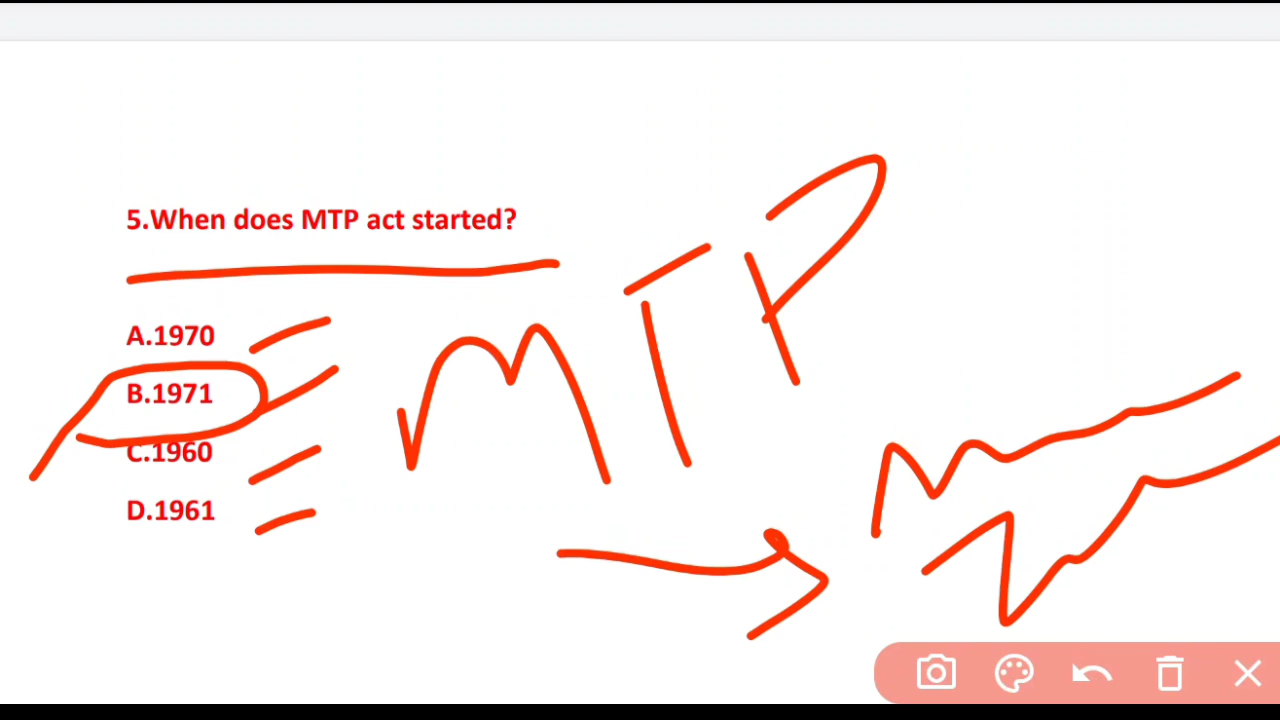 5.When does MTP act started?
A.1970
B.1971
C.1960
D.1961
MTP